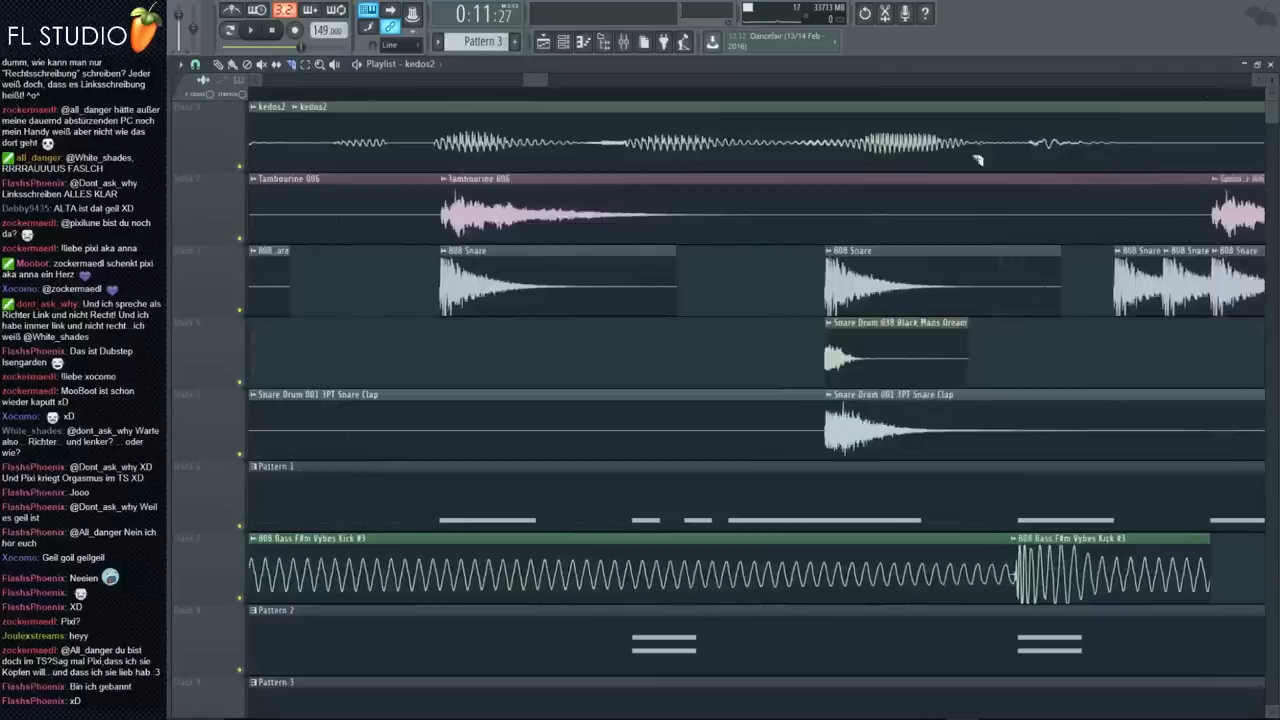 FL STUDIO
dumm, wie kann man nur
"Rechtsschreibung" schreiben? Jeder
weiß doch, dass es Linksschreibung
heißt! ^o^
zockermaedl: @all_danger hätte außer
meine dauernd abstürzenden PC noch
mein Handy weiß aber nicht wie das
dort geht
all_danger: @White_shades,
RRRRAUUUUS FASLCH
FlashsPhoenix: @Dont_ask_why
Linksschreiben ALLES KLAR
Debby9435: ALTA ist dat geil XD
zockermaedl: @pixilune bist du noch
da?
zockermaedl: !liebe pixi aka anna
Moobot: zockermaedl schenkt pixi
aka anna ein Herz
Xocomo: @zockermaedl
dont_ask_why: Und ich spreche als
Richter Link und nicht Recht! Und ich
habe immer link und nicht recht...ich
weiß @White_shades
FlashsPhoenix: Das ist Dubstep
Isengarden
zockermaedl: !liebe xocomo
zockermaedl: MooBoot ist schon
wieder kaputt xD
Xocomo: xD
White_shades: @dont_ask_why Warte
also... Richter... und lenker? ... oder
wie?
FlashsPhoenix: @Dont_ask_why XD
Und Pixi kriegt Orgasmus im TS XD
FlashsPhoenix: Jooo
FlashsPhoenix: @Dont_ask_why Weil
es geil ist
FlashsPhoenix: @All_danger Nein ich
hör euch
Xocomo: Geil goil geilgeil
FlashsPhoenix: Neeien
FlashsPhoenix:
FlashsPhoenix: XD
zockermaedl: Pixi?
Joulexstreams: heyy
zockermaedl: @All_danger du bist
doch im TS?Sag mal Pixi,dass ich sie
Köpfen will...und dass ich sie lieb hab :3
FlashsPhoenix: Bin ich gebannt
FlashsPhoenix: xD
3.2
149.000
Line
0:11:27
Pattern 3
17
33713 MB
0
12.12 Dancefair (13/14 Feb -
2016)
Playlist - kedos2
kedos2 kedos2
Tambourine 006 Tambourine 006
808 Snare 808 Snare 808 Snare 808 Snare 808 Snare
Snare Drum 038 Black Mans Dream
Snare Drum 001 3PT Snare Clap Snare Drum 001 3PT Snare Clap
Pattern 1
808 Bass F#m Vybes Kick #3 808 Bass F#m Vybes Kick #3
Pattern 2
Pattern 3